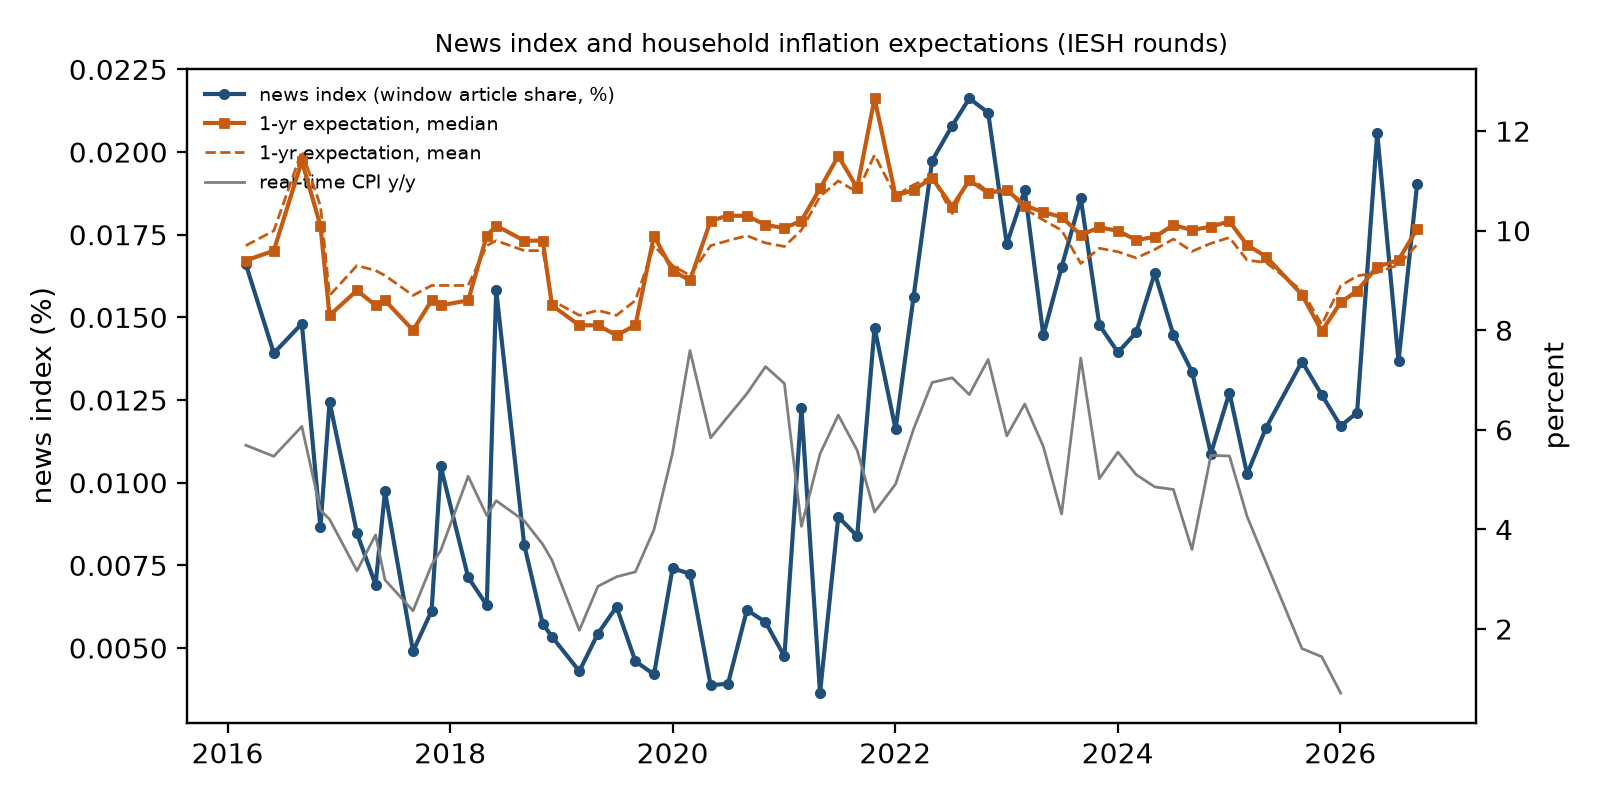 News index and household inflation expectations (IESH rounds)
news index (window article share, %)
1-yr expectation, median
1-yr expectation, mean
real-time CPI y/y
news index (%)
0.0225
0.0200
0.0175
0.0150
0.0125
0.0100
0.0075
0.0050
12
10
8
6
4
2
percent
2016
2018
2020
2022
2024
2026